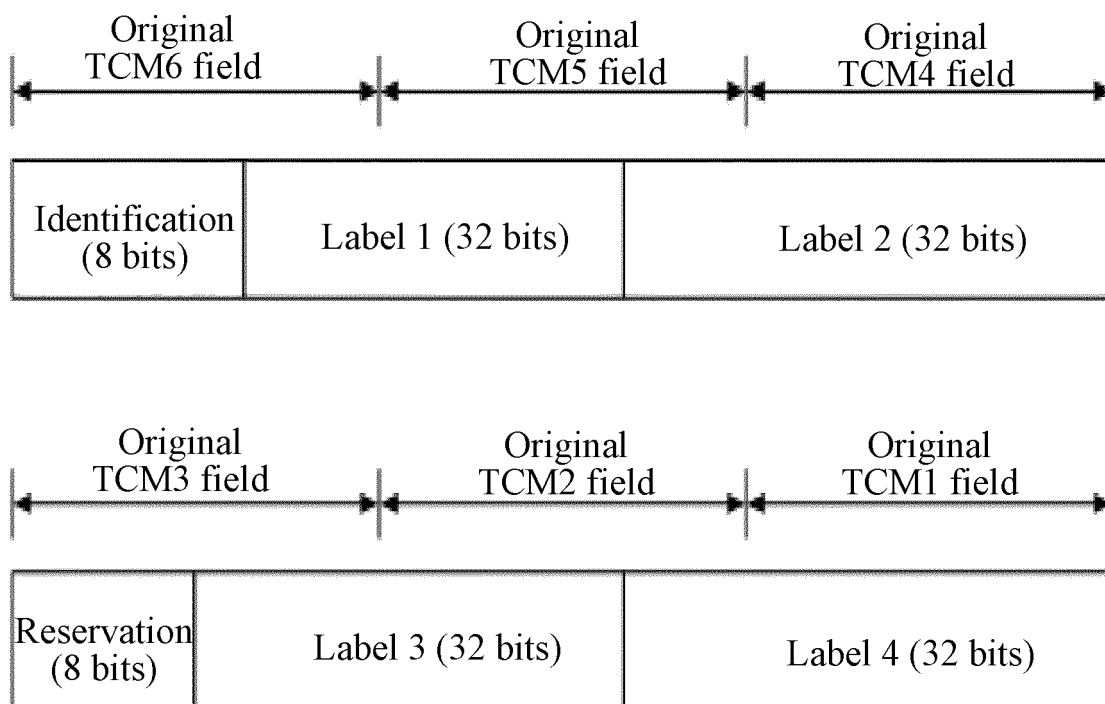 Original
TCM6 field
Original
TCM5 field
Original
TCM4 field
Identification
(8 bits)
Label 1 (32 bits)
Label 2 (32 bits)
Original
TCM3 field
Original
TCM2 field
Original
TCM1 field
Reservation
(8 bits)
Label 3 (32 bits)
Label 4 (32 bits)